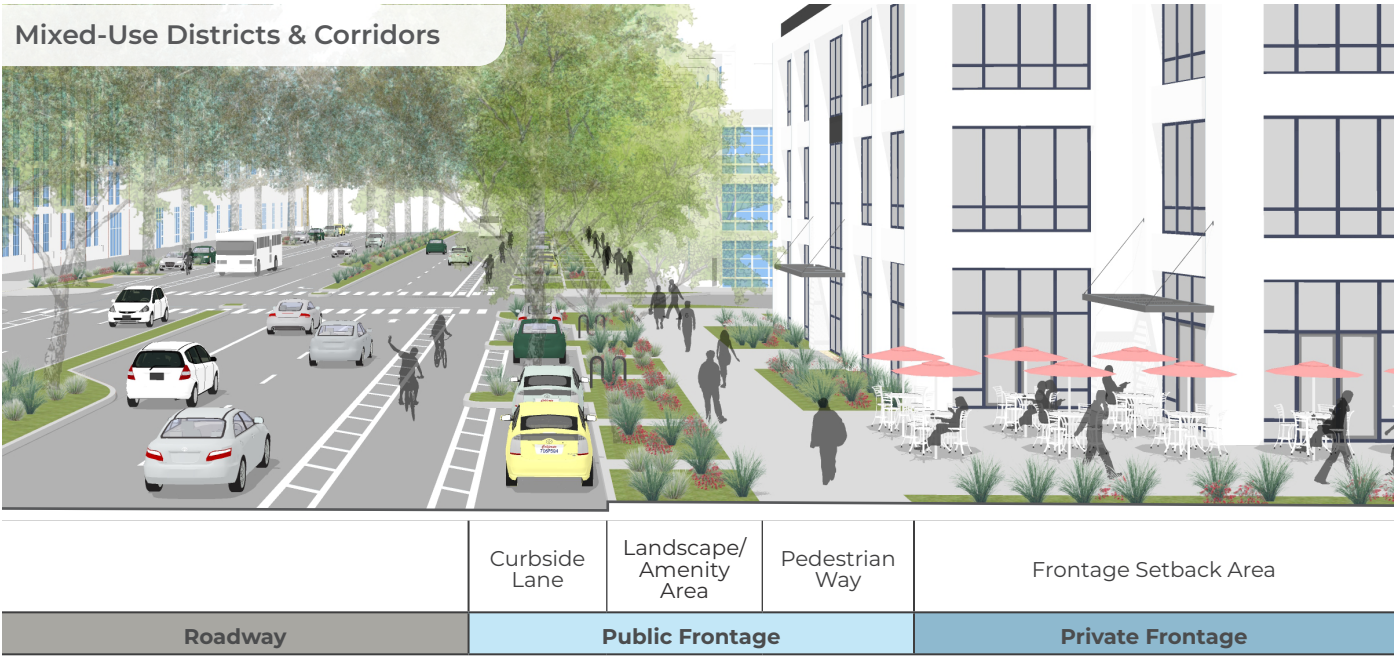 Mixed-Use Districts & Corridors
Curbside
Lane
Landscape/
Amenity
Area
Pedestrian
Way
Frontage Setback Area
Roadway
Public Frontage
Private Frontage